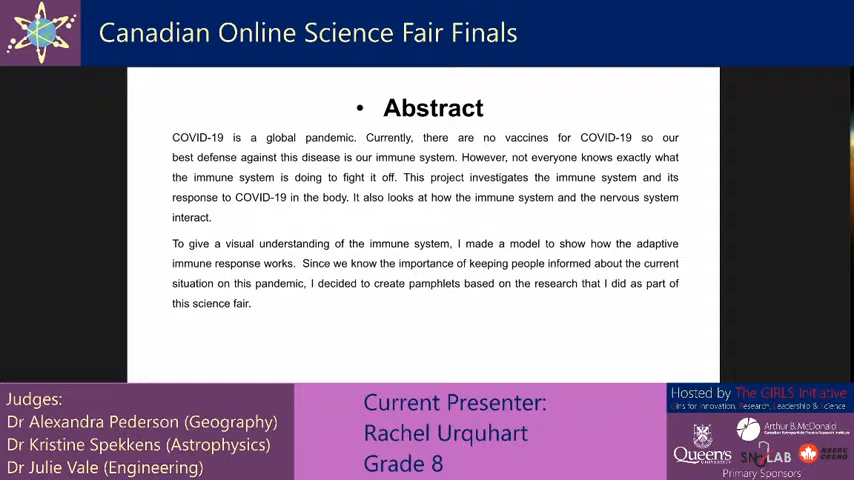 Canadian Online Science Fair Finals
• Abstract
COVID-19 is a global pandemic. Currently, there are no vaccines for COVID-19 so our
best defense against this disease is our immune system. However, not everyone knows exactly what
the immune system is doing to fight it off. This project investigates the immune system and its
response to COVID-19 in the body. It also looks at how the immune system and the nervous system
interact.
To give a visual understanding of the immune system, I made a model to show how the adaptive
immune response works. Since we know the importance of keeping people informed about the current
situation on this pandemic, I decided to create pamphlets based on the research that I did as part of
this science fair.
Judges:
Dr Alexandra Pederson (Geography)
Dr Kristine Spekkens (Astrophysics)
Dr Julie Vale (Engineering)
Current Presenter:
Rachel Urquhart
Grade 8
Hosted by The GIRLS Initiative
Girls for Innovation, Research, Leadership & Science
Queen's
UNIVERSITY
Arthur B. McDonald
Canadian Astroparticle Physics Research Institute
SNOLAB
NSERC
CRSNG
Primary Sponsors